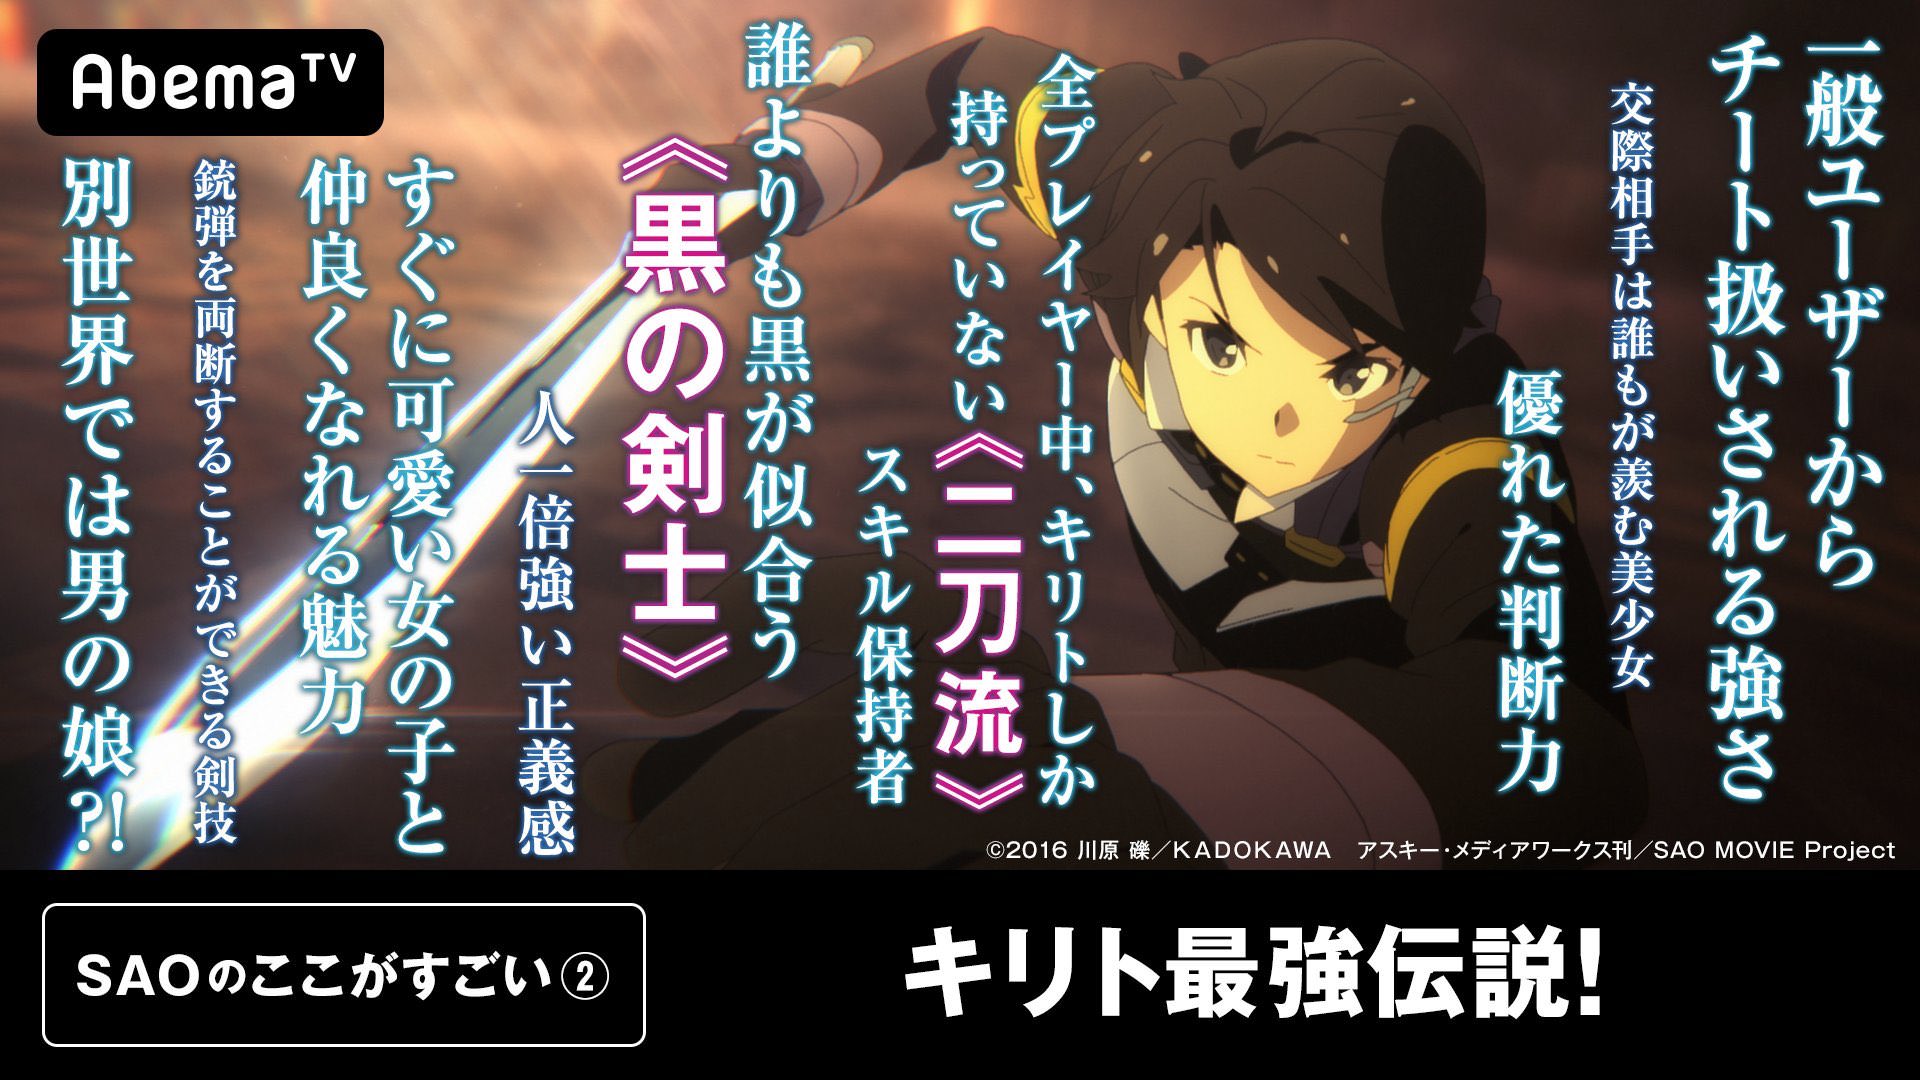 AbemaTV
一般ユーザーから
チート扱いされる強さ
交際相手は誰もが羨む美少女
優れた判断力
全プレイヤー中、キリトしか
持っていない《二刀流》
スキル保持者
誰よりも黒が似合う
《黒の剣士》
人一倍強い正義感
すぐに可愛い女の子と
仲良くなれる魅力
銃弾を両断することができる剣技
別世界では男の娘?!
©2016 川原 礫／KADOKAWA　アスキー・メディアワークス刊／SAO MOVIE Project
SAOのここがすごい②
キリト最強伝説!